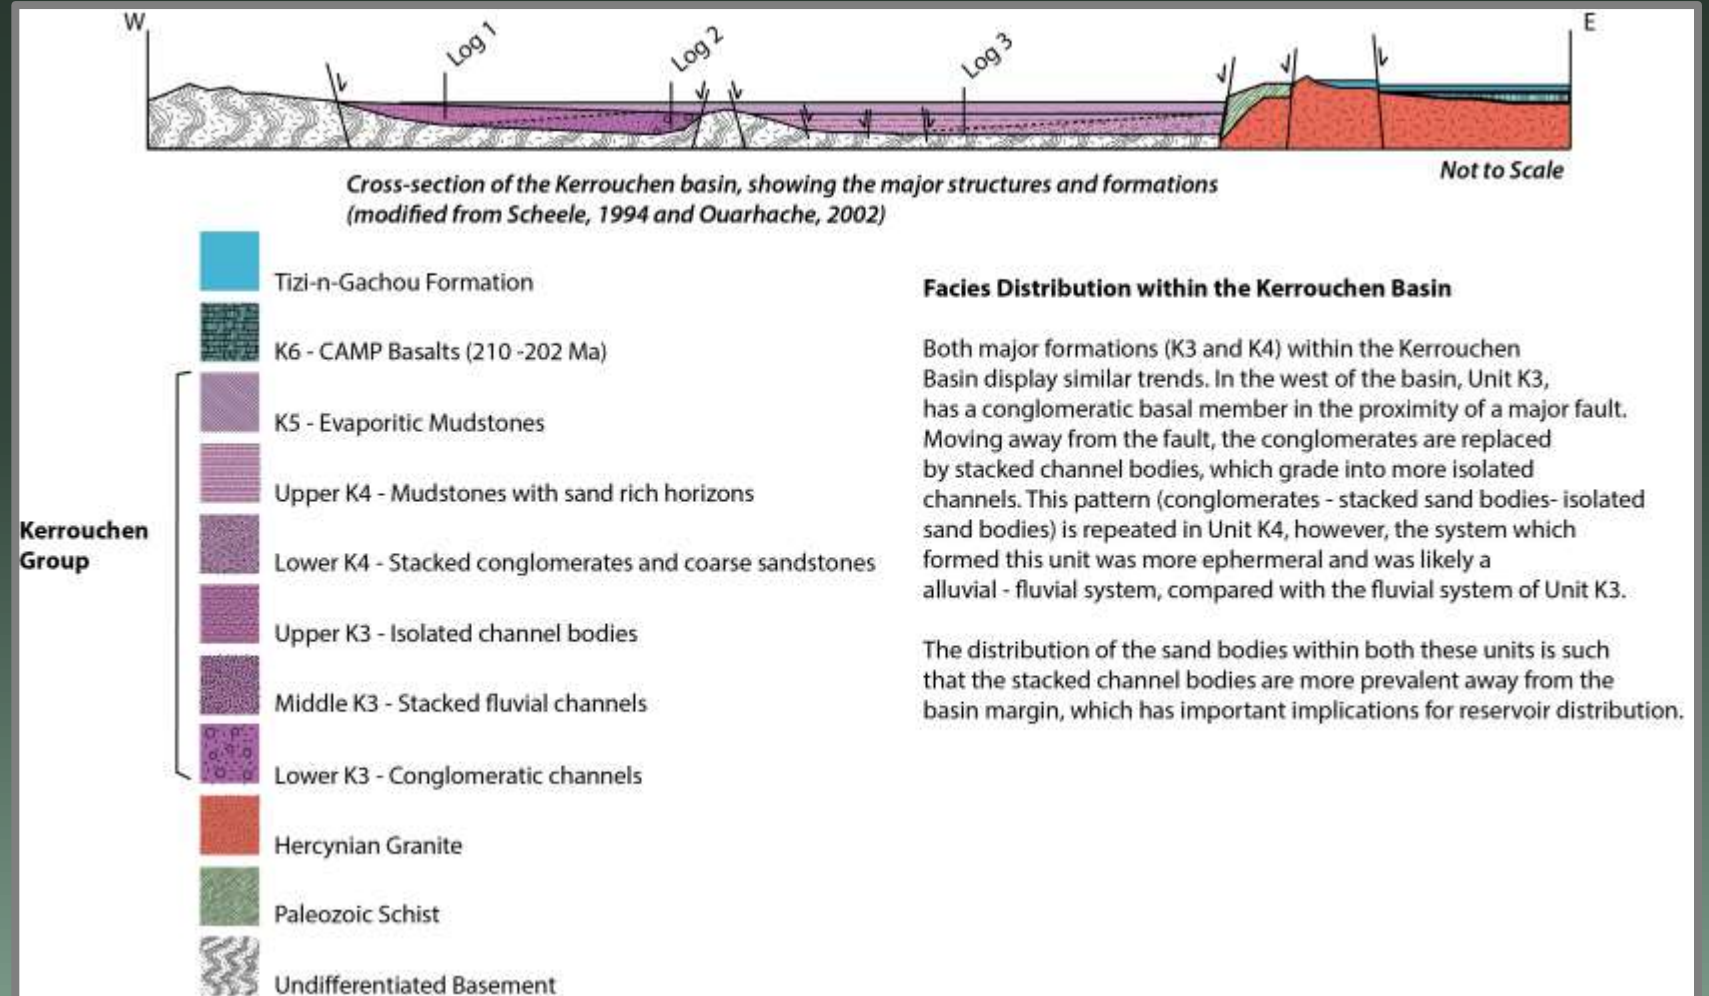 W
E
Log 1
Log 2
Log 3
Not to Scale
Cross-section of the Kerrouchen basin, showing the major structures and formations
(modified from Scheele, 1994 and Ouarhache, 2002)
Tizi-n-Gachou Formation
K6 - CAMP Basalts (210 -202 Ma)
K5 - Evaporitic Mudstones
Upper K4 - Mudstones with sand rich horizons
Lower K4 - Stacked conglomerates and coarse sandstones
Upper K3 - Isolated channel bodies
Middle K3 - Stacked fluvial channels
Lower K3 - Conglomeratic channels
Hercynian Granite
Paleozoic Schist
Undifferentiated Basement
Kerrouchen
Group
Facies Distribution within the Kerrouchen Basin
Both major formations (K3 and K4) within the Kerrouchen
Basin display similar trends. In the west of the basin, Unit K3,
has a conglomeratic basal member in the proximity of a major fault.
Moving away from the fault, the conglomerates are replaced
by stacked channel bodies, which grade into more isolated
channels. This pattern (conglomerates - stacked sand bodies- isolated
sand bodies) is repeated in Unit K4, however, the system which
formed this unit was more ephemeral and was likely a
alluvial - fluvial system, compared with the fluvial system of Unit K3.
The distribution of the sand bodies within both these units is such
that the stacked channel bodies are more prevalent away from the
basin margin, which has important implications for reservoir distribution.